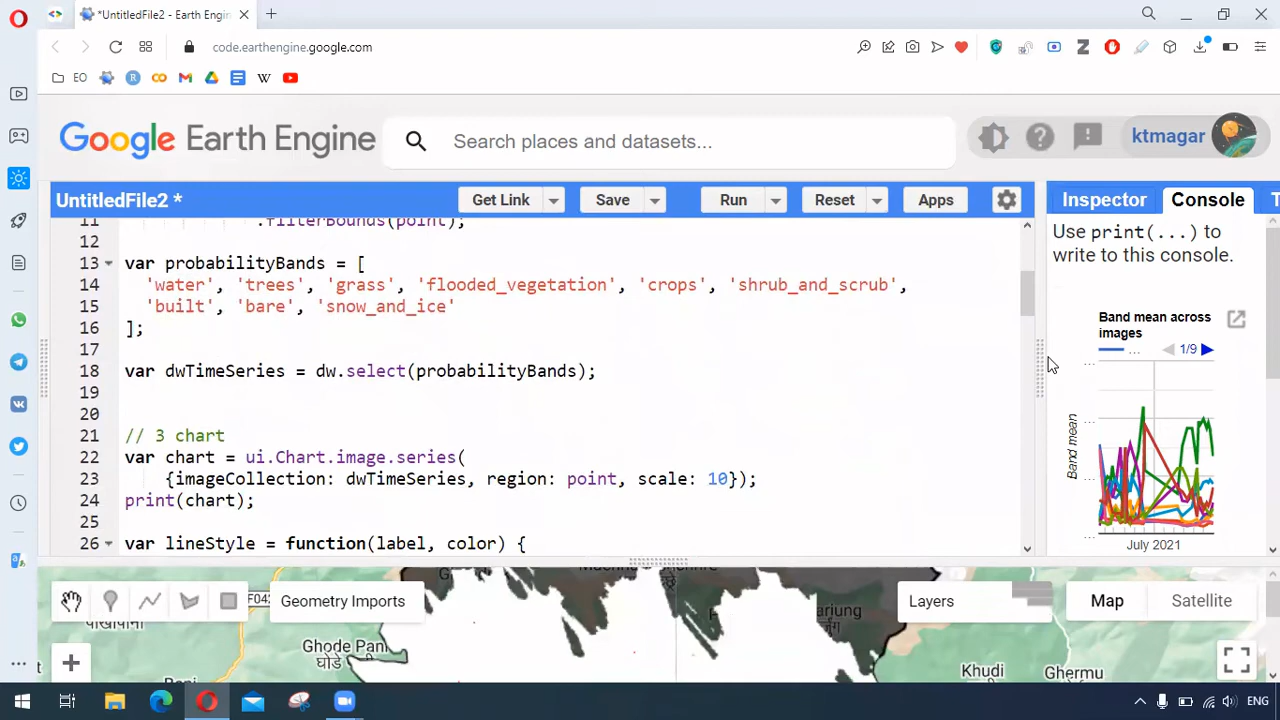 *UntitledFile2 - Earth Engine
code.earthengine.google.com
EO
Google Earth Engine
Search places and datasets...
ktmagar
UntitledFile2 *
Get Link
Save
Run
Reset
Apps
Inspector
Console
T
11 .filterBounds(point);
12
13 var probabilityBands = [
14 'water', 'trees', 'grass', 'flooded_vegetation', 'crops', 'shrub_and_scrub',
15 'built', 'bare', 'snow_and_ice'
16 ];
17
18 var dwTimeSeries = dw.select(probabilityBands);
19
20
21 // 3 chart
22 var chart = ui.Chart.image.series(
23 {imageCollection: dwTimeSeries, region: point, scale: 10});
24 print(chart);
25
26 var lineStyle = function(label, color) {
Use print(...) to
write to this console.
Band mean across
images
...
1/9
...
...
...
...
Band mean
July 2021
F042
Geometry Imports
Layers
Map
Satellite
Ghode Pani
घोडे पानी
Khudi
खुदी
Ghermu
ENG